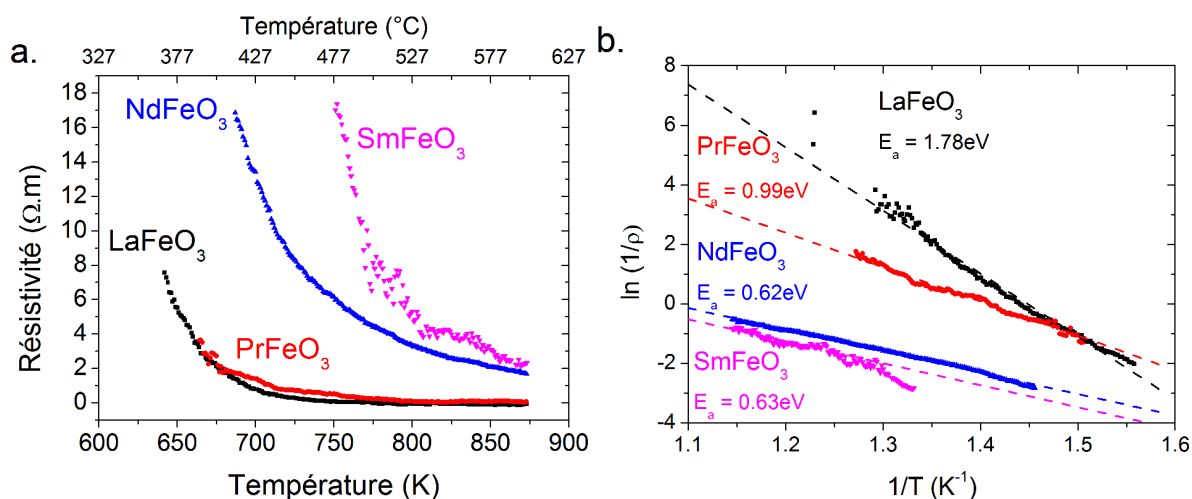 a.
Température (°C)
327 377 427 477 527 577 627
Résistivité (Ω.m)
18
16
14
12
10
8
6
4
2
0
NdFeO3
SmFeO3
LaFeO3
PrFeO3
600 650 700 750 800 850 900
Température (K)
b.
ln (1/ρ)
8
6
4
2
0
-2
-4
LaFeO3
Ea = 1.78eV
PrFeO3
Ea = 0.99eV
NdFeO3
Ea = 0.62eV
SmFeO3
Ea = 0.63eV
1.1 1.2 1.3 1.4 1.5 1.6
1/T (K-1)